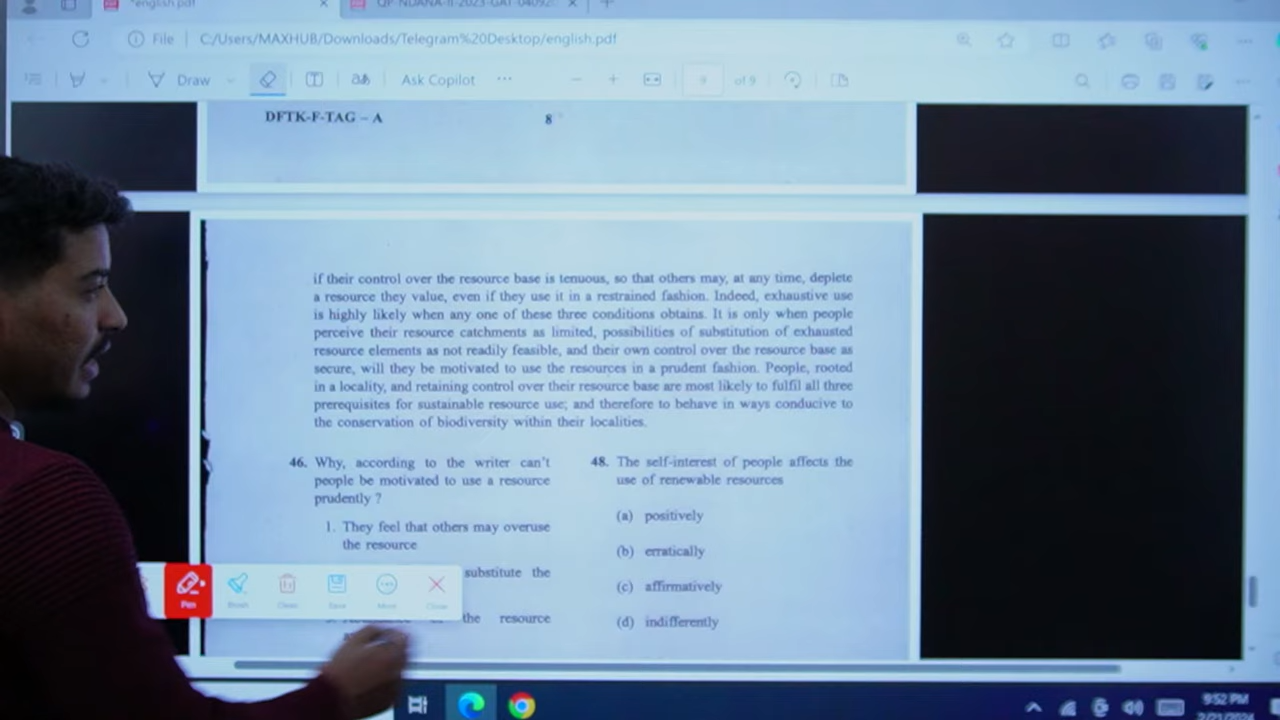 english.pdf
QP-NDANA-II-2023-GAT-0409
File
C:/Users/MAXHUB/Downloads/Telegram%20Desktop/english.pdf
Draw
Ask Copilot
9 of 9
DFTK-F-TAG – A 8
if their control over the resource base is tenuous, so that others may, at any time, deplete
a resource they value, even if they use it in a restrained fashion. Indeed, exhaustive use
is highly likely when any one of these three conditions obtains. It is only when people
perceive their resource catchments as limited, possibilities of substitution of exhausted
resource elements as not readily feasible, and their own control over the resource base as
secure, will they be motivated to use the resources in a prudent fashion. People, rooted
in a locality, and retaining control over their resource base are most likely to fulfil all three
prerequisites for sustainable resource use; and therefore to behave in ways conducive to
the conservation of biodiversity within their localities.
46. Why, according to the writer can't
people be motivated to use a resource
prudently ?
1. They feel that others may overuse
the resource
substitute the
the resource
48. The self-interest of people affects the
use of renewable resources
(a) positively
(b) erratically
(c) affirmatively
(d) indifferently
Pen
Brush
Clean
Save
More
Close
9:52 PM